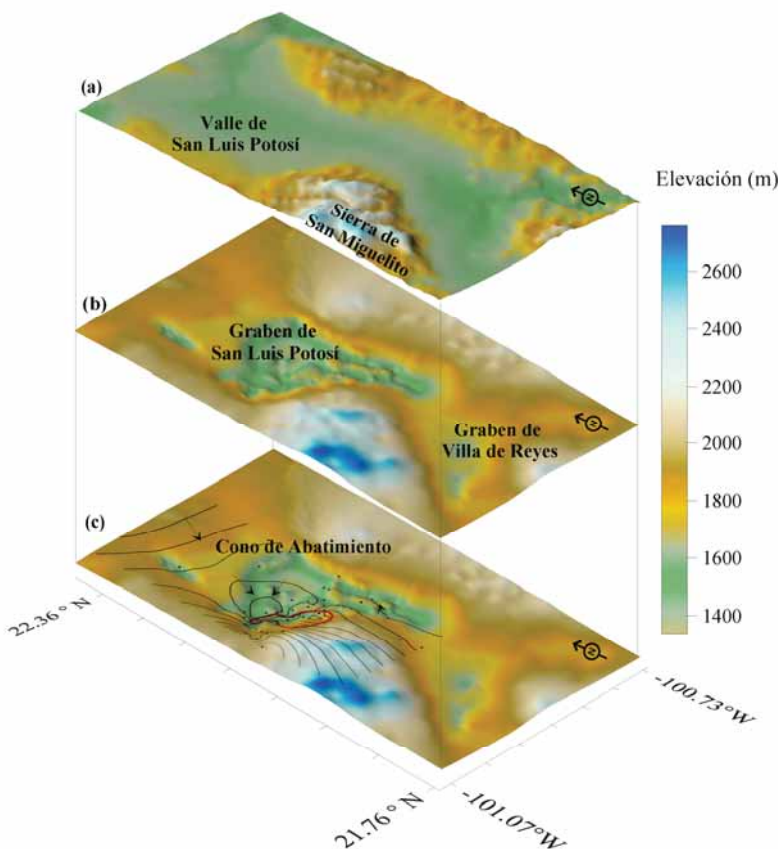 (a)
Valle de
San Luis Potosí
Sierra de
San Miguelito
N
Elevación (m)
2600
2400
2200
2000
1800
1600
1400
(b)
Graben de
San Luis Potosí
Graben de
Villa de Reyes
N
(c)
Cono de Abatimiento
N
22.36 ° N
21.76 ° N
-101.07°W
-100.73°W